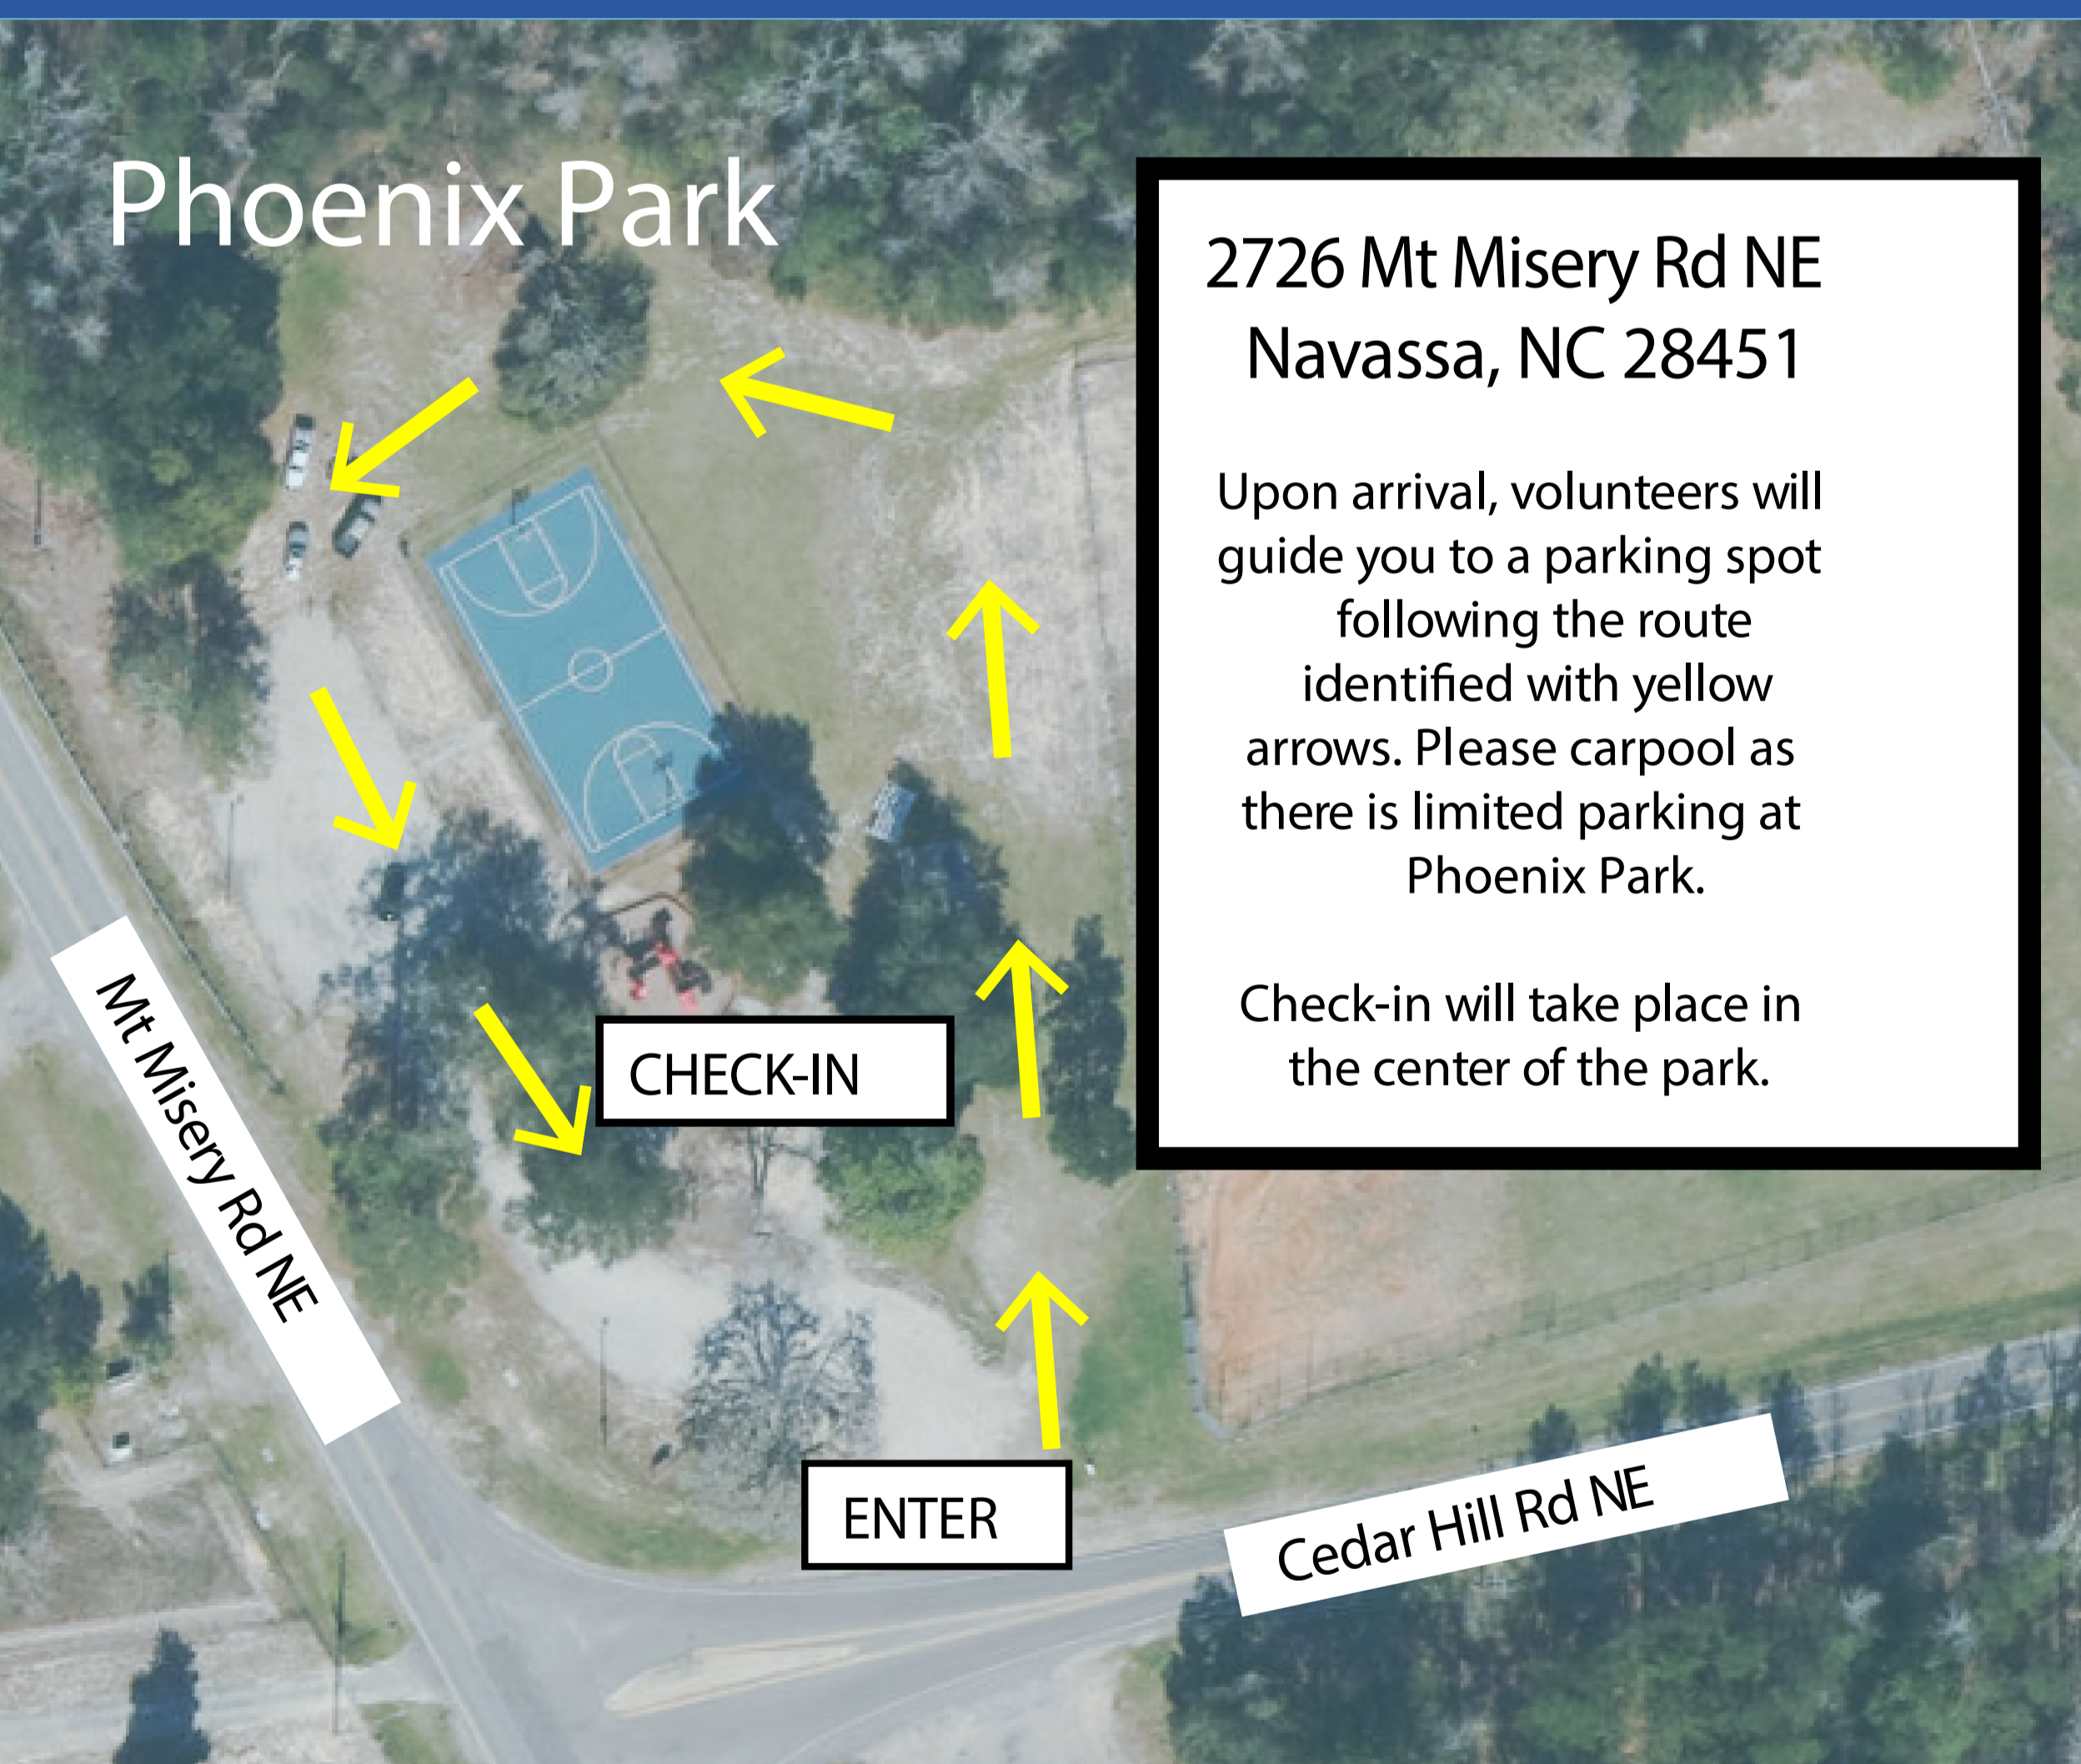 Phoenix Park
2726 Mt Misery Rd NE
Navassa, NC 28451
Upon arrival, volunteers will
guide you to a parking spot
following the route
identified with yellow
arrows. Please carpool as
there is limited parking at
Phoenix Park.
Check-in will take place in
the center of the park.
CHECK-IN
Mt Misery Rd NE
ENTER
Cedar Hill Rd NE